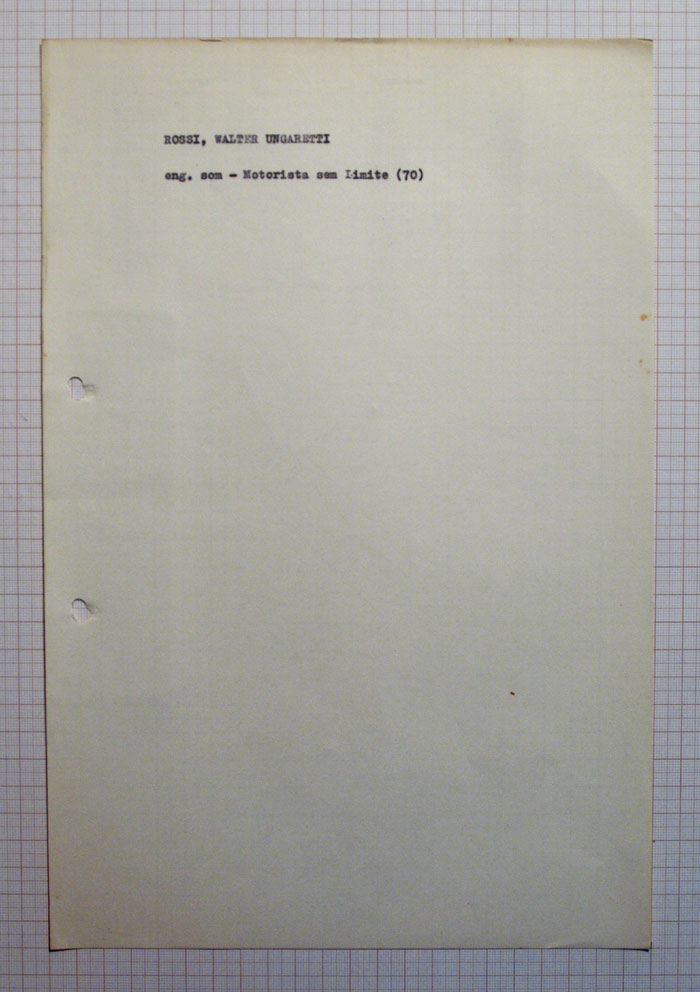 ROSSI, WALTER UNGARETTI
eng. som - Motorista sem Limite (70)